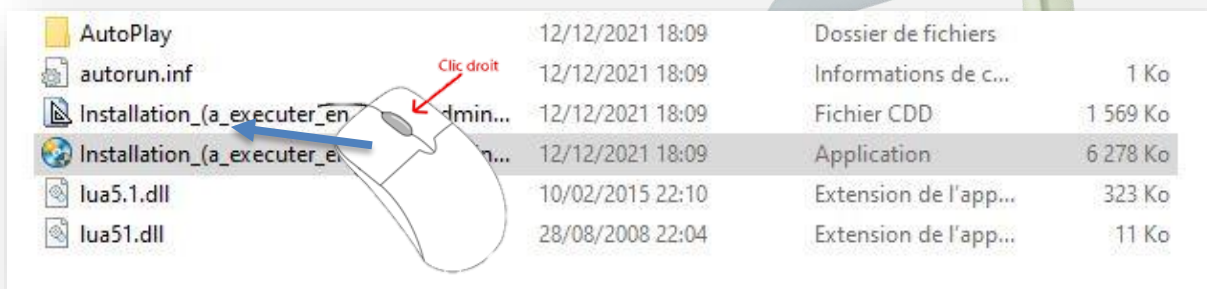 AutoPlay 12/12/2021 18:09 Dossier de fichiers
Clic droit
autorun.inf 12/12/2021 18:09 Informations de c... 1 Ko
Installation_(a_executer_en dmin... 12/12/2021 18:09 Fichier CDD 1 569 Ko
Installation_(a_executer_e n... 12/12/2021 18:09 Application 6 278 Ko
lua5.1.dll 10/02/2015 22:10 Extension de l'app... 323 Ko
lua51.dll 28/08/2008 22:04 Extension de l'app... 11 Ko